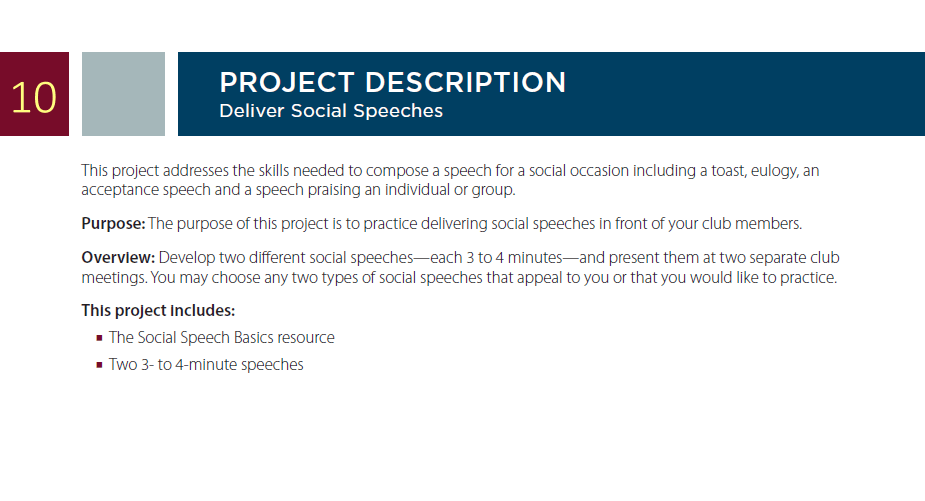 10
PROJECT DESCRIPTION
Deliver Social Speeches
This project addresses the skills needed to compose a speech for a social occasion including a toast, eulogy, an
acceptance speech and a speech praising an individual or group.
Purpose: The purpose of this project is to practice delivering social speeches in front of your club members.
Overview: Develop two different social speeches—each 3 to 4 minutes—and present them at two separate club
meetings. You may choose any two types of social speeches that appeal to you or that you would like to practice.
This project includes:
▪ The Social Speech Basics resource
▪ Two 3- to 4-minute speeches